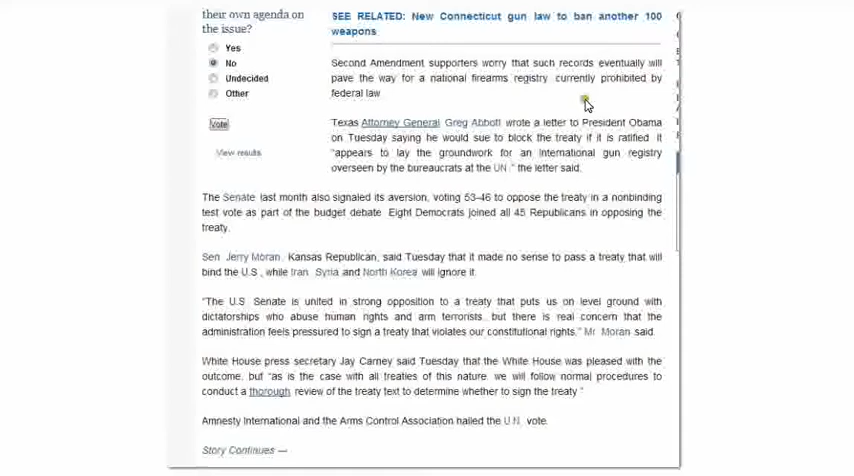 their own agenda on
the issue?
Yes
No
Undecided
Other
Vote
View results
SEE RELATED: New Connecticut gun law to ban another 100
weapons
Second Amendment supporters worry that such records eventually will
pave the way for a national firearms registry currently prohibited by
federal law
Texas Attorney General Greg Abbott wrote a letter to President Obama
on Tuesday saying he would sue to block the treaty if it is ratified. It
"appears to lay the groundwork for an international gun registry
overseen by the bureaucrats at the UN," the letter said.
The Senate last month also signaled its aversion, voting 53-46 to oppose the treaty in a nonbinding
test vote as part of the budget debate. Eight Democrats joined all 45 Republicans in opposing the
treaty.
Sen. Jerry Moran, Kansas Republican, said Tuesday that it made no sense to pass a treaty that will
bind the U.S., while Iran, Syria and North Korea will ignore it.
"The U.S. Senate is united in strong opposition to a treaty that puts us on level ground with
dictatorships who abuse human rights and arm terrorists, but there is real concern that the
administration feels pressured to sign a treaty that violates our constitutional rights," Mr. Moran said.
White House press secretary Jay Carney said Tuesday that the White House was pleased with the
outcome, but "as is the case with all treaties of this nature, we will follow normal procedures to
conduct a thorough review of the treaty text to determine whether to sign the treaty."
Amnesty International and the Arms Control Association hailed the U.N. vote.
Story Continues —